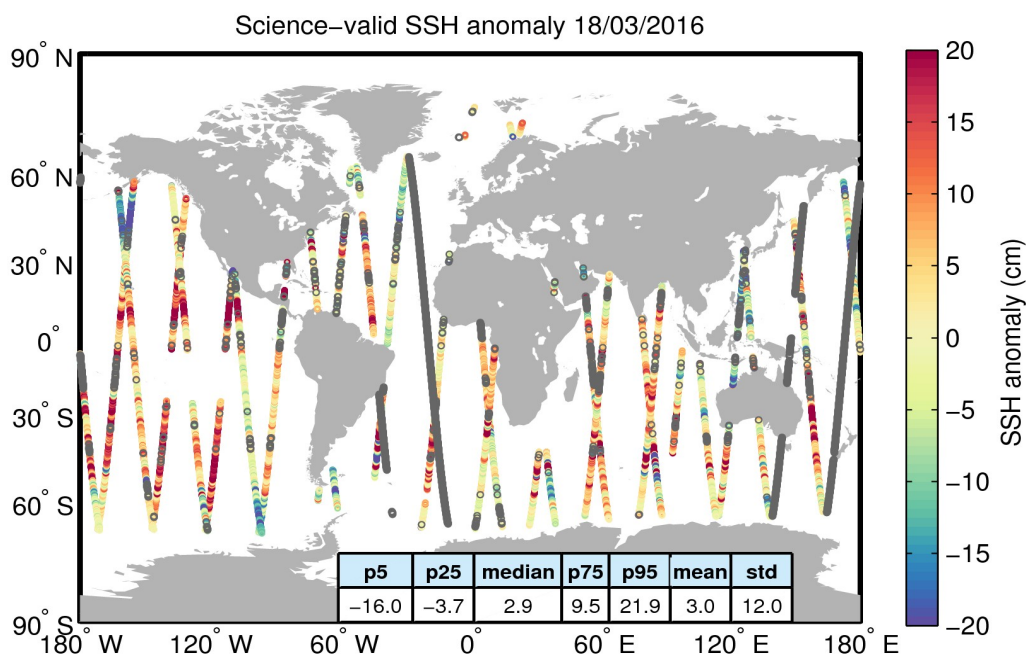 Science−valid SSH anomaly 18/03/2016
90° N
60° N
30° N
0°
30° S
60° S
90° S
180° W
120° W
60° W
0°
60° E
120° E
180° E
p5 p25 median p75 p95 mean std
−16.0 −3.7 2.9 9.5 21.9 3.0 12.0
20
15
10
5
0
−5
−10
−15
−20
SSH anomaly (cm)